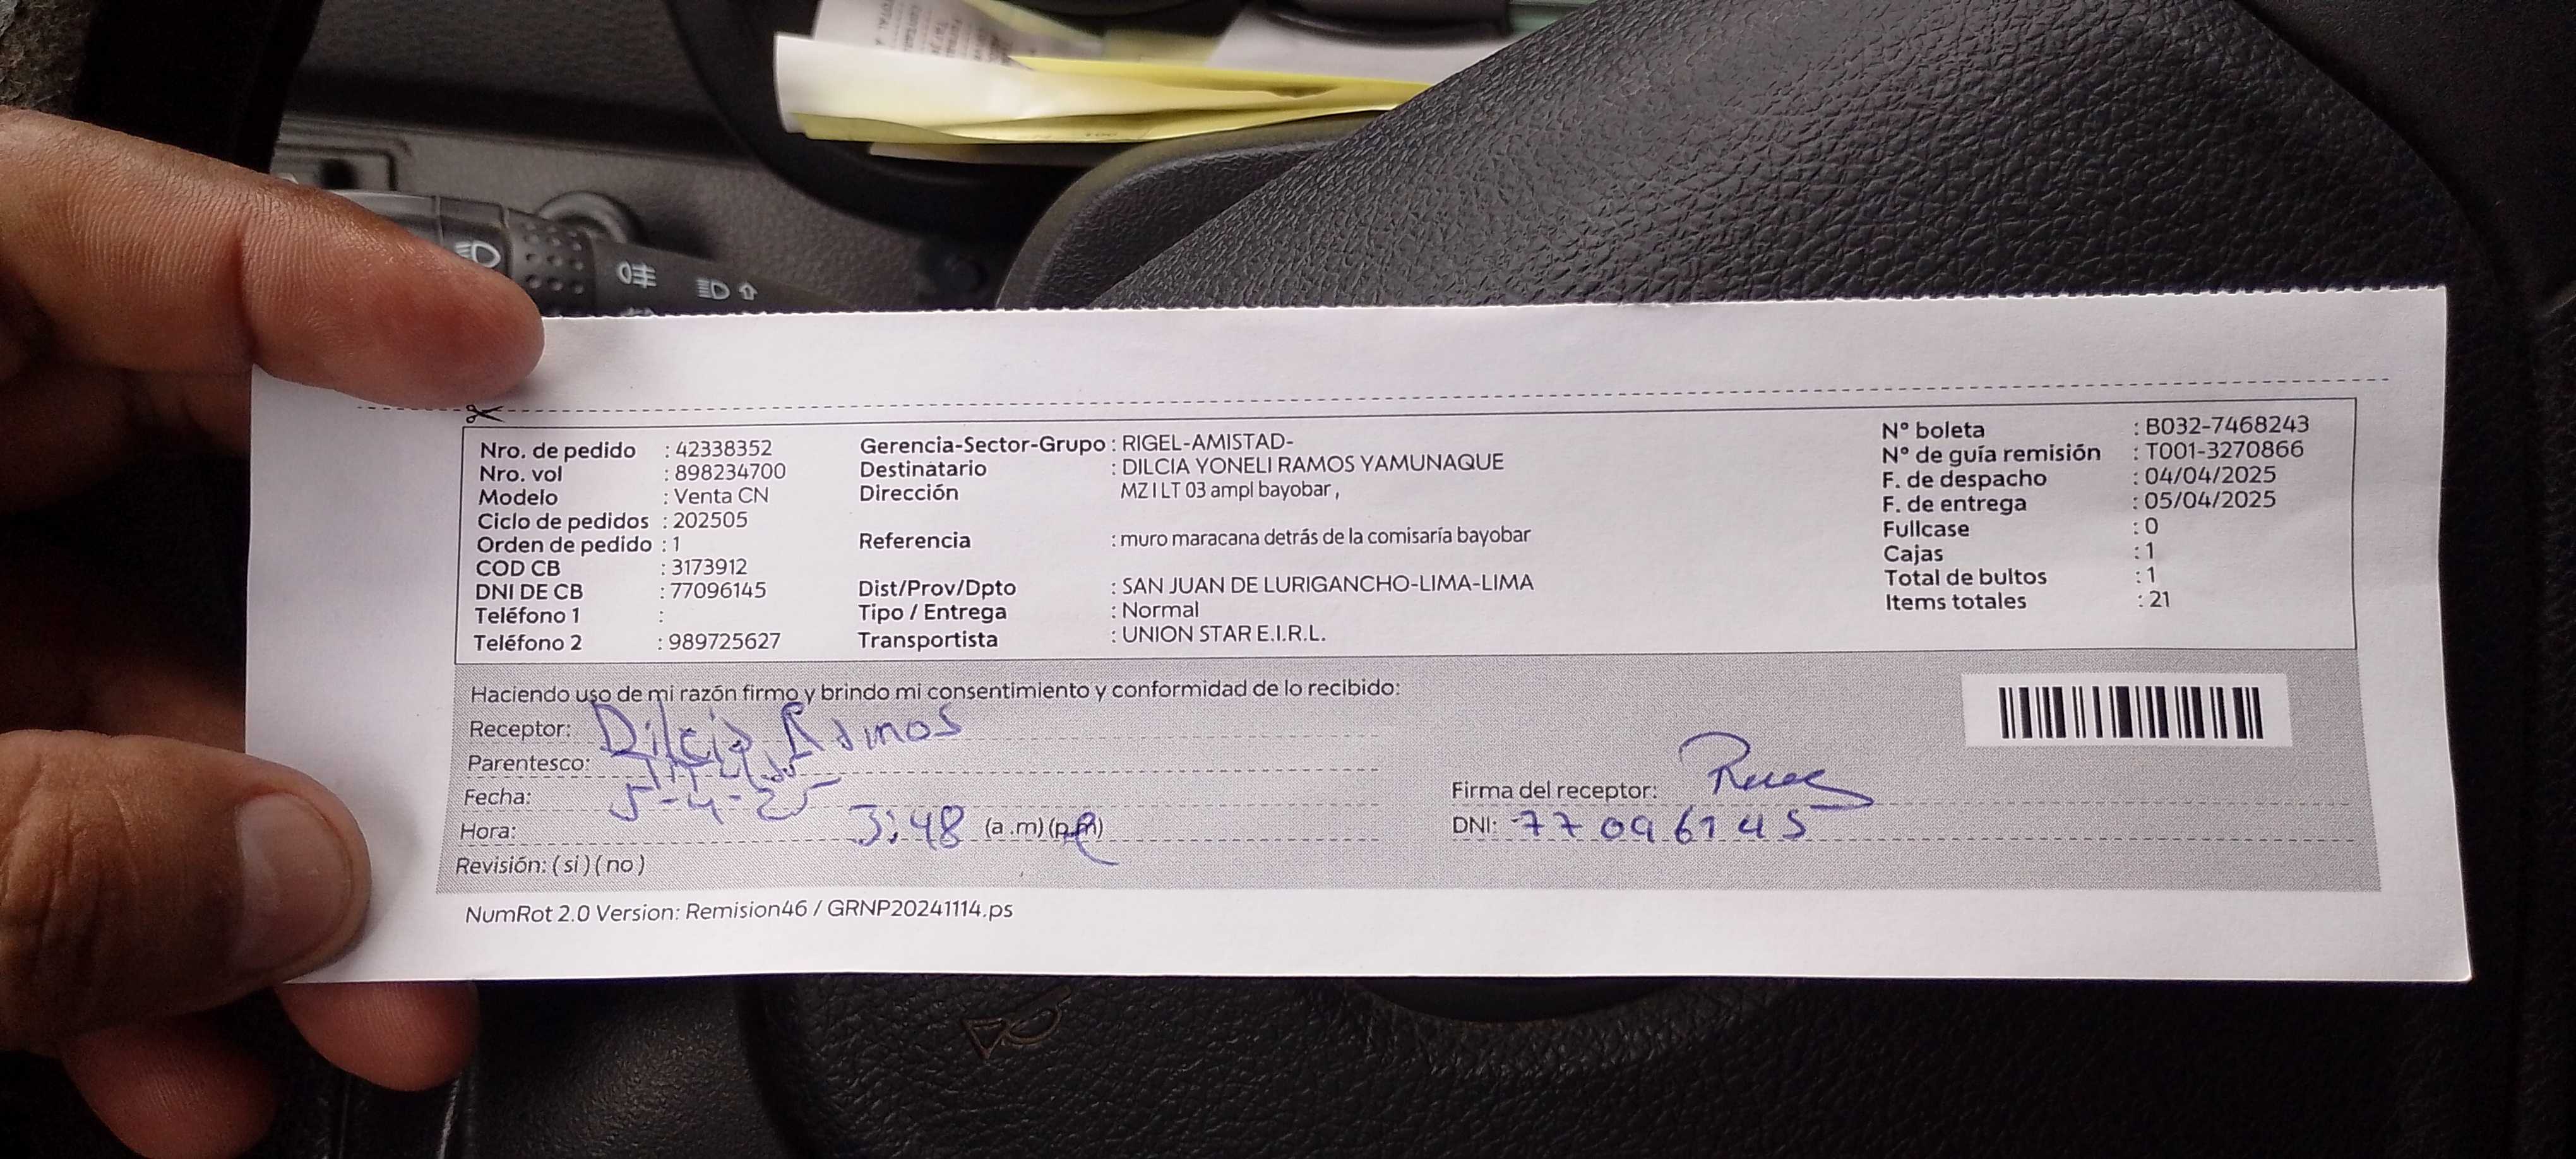 Nro. de pedido : 42338352
Nro. vol : 898234700
Modelo : Venta CN
Ciclo de pedidos : 202505
Orden de pedido : 1
COD CB : 3173912
DNI DE CB : 77096145
Teléfono 1 :
Teléfono 2 : 989725627
Gerencia-Sector-Grupo : RIGEL-AMISTAD-
Destinatario : DILCIA YONELI RAMOS YAMUNAQUE
Dirección MZ I LT 03 ampl bayobar ,
Referencia : muro maracana detrás de la comisaría bayobar
Dist/Prov/Dpto : SAN JUAN DE LURIGANCHO-LIMA-LIMA
Tipo / Entrega : Normal
Transportista : UNION STAR E.I.R.L.
N° boleta : B032-7468243
N° de guía remisión : T001-3270866
F. de despacho : 04/04/2025
F. de entrega : 05/04/2025
Fullcase : 0
Cajas : 1
Total de bultos : 1
Items totales : 21
Haciendo uso de mi razón firmo y brindo mi consentimiento y conformidad de lo recibido:
Receptor: Dilcia Ramos
Parentesco:
Fecha: 5-4-25
Hora: 3:48 (a .m) (p.m)
Revisión: ( si ) ( no )
Firma del receptor:
DNI: 77096145
NumRot 2.0 Version: Remision46 / GRNP20241114.ps